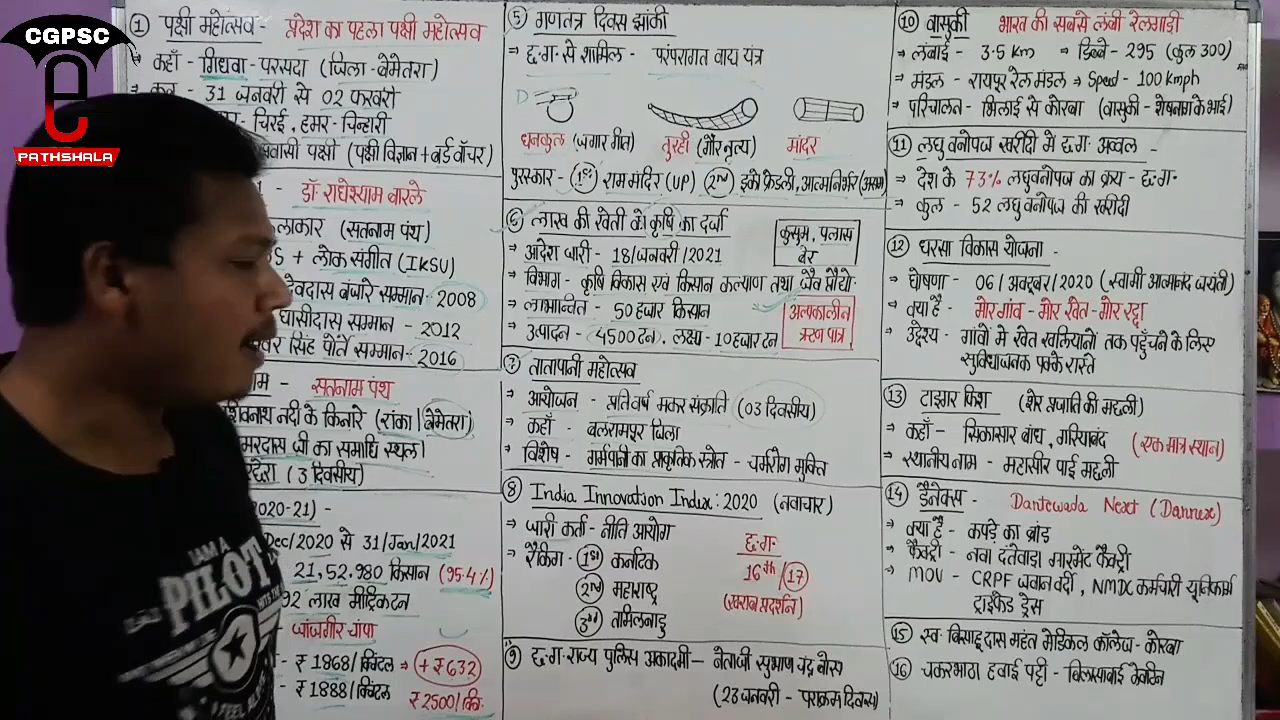 CGPSC
PATHSHALA
① पक्षी महोत्सव - प्रदेश का पहला पक्षी महोत्सव
कहाँ - गिधवा - परसदा (जिला - बेमेतरा)
कब - 31 जनवरी से 02 फरवरी
चिरई, हमर - चिन्हारी
प्रवासी पक्षी (पक्षी विज्ञान + बर्ड वॉचर)
- डॉ राधेश्याम बारले
लाकार (सतनाम पंथ)
S + लोक संगीत (IKSU)
देवदास बंजारे सम्मान - 2008
घासीदास सम्मान - 2012
सिंह पोर्ते सम्मान - 2016
- सतनाम पंथ
शिवनाथ नदी के किनारे (रांका | बेमेतरा)
मरदास जी का समाधि स्थल
(3 दिवसीय)
2020-21) -
Dec/2020 से 31/Jan/2021
21,52,980 किसान (95.4%)
92 लाख मीट्रिक टन
जांजगीर चांपा
- ₹ 1868/क्विंटल ⇒ +₹632
- ₹ 1888/क्विंटल ₹2500/क्वि.
⑤ गणतंत्र दिवस झांकी
⇒ छ.ग. से शामिल - परंपरागत वाद्य यंत्र
धनकुल (जगार गीत) तुरही (गौर नृत्य) मांदर
पुरस्कार - 1st राम मंदिर (UP) 2nd इको फ्रेंडली, आत्मनिर्भर (असम)
⑥ लाख की खेती को कृषि का दर्जा
कुसुम, पलास
बेर
⇒ आदेश जारी - 18/जनवरी/2021
⇒ विभाग - कृषि विकास एवं किसान कल्याण तथा जैव प्रौद्यो.
⇒ लाभान्वित - 50 हजार किसान
अल्पकालीन
ऋण पात्र
⇒ उत्पादन - 4500 टन, लक्ष्य - 10 हजार टन
⑦ तातापानी महोत्सव
⇒ आयोजन - प्रतिवर्ष मकर संक्रांति (03 दिवसीय)
⇒ कहाँ - बलरामपुर जिला
⇒ विशेष - गर्मपानी का प्राकृतिक स्त्रोत - चर्मरोग मुक्ति
⑧ India Innovation Index : 2020 (नवाचार)
⇒ जारी कर्ता - नीति आयोग
⇒ रैंकिंग - 1st कर्नाटक
2nd महाराष्ट्र
3rd तमिलनाडु
छ.ग.
16th/17
(खराब प्रदर्शन)
⑨ छ.ग. राज्य पुलिस अकादमी - नेताजी सुभाष चंद्र बोस
(23 जनवरी - पराक्रम दिवस)
⑩ वासुकी भारत की सबसे लंबी रेलगाड़ी
⇒ लंबाई - 3.5 Km ⇒ डिब्बे - 295 (कुल 300)
⇒ मंडल - रायपुर रेल मंडल ⇒ Speed - 100 Kmph
⇒ परिचालन - भिलाई से कोरबा (वासुकी - शेषनाग के भाई)
⑪ लघु वनोपज खरीदी में छ.ग. अव्वल -
⇒ देश के 73% लघुवनोपज का क्रय - छ.ग.
⇒ कुल - 52 लघु वनोपज की खरीदी
⑫ धरसा विकास योजना -
⇒ घोषणा - 06/अक्टूबर/2020 (स्वामी आत्मानंद जयंती)
⇒ क्या है - मोर गांव - मोर खेत - मोर रद्दा
⇒ उद्देश्य - गांवों में खेत खलिहानों तक पहुँचने के लिए
सुविधाजनक पक्के रास्ते
⑬ टाइगर फिश (शेर प्रजाति की मछली)
⇒ कहाँ - सिकासार बांध, गरियाबंद (एक मात्र स्थान)
⇒ स्थानीय नाम - महासीर पाई मछली
⑭ डैनेक्स - Dantewada Next (Dannex)
⇒ क्या है - कपड़े का ब्रांड
⇒ फैक्ट्री - नवा दंतेवाड़ा गारमेंट फैक्ट्री
⇒ MOU - CRPF जवान वर्दी, NMDC कर्मचारी यूनिफार्म
ट्राइफेड ड्रेस
⑮ स्व. बिसाहूदास महंत मेडिकल कॉलेज - कोरबा
⑯ चकरभाठा हवाई पट्टी - बिलासाबाई केवटिन
I AM A
PILOT